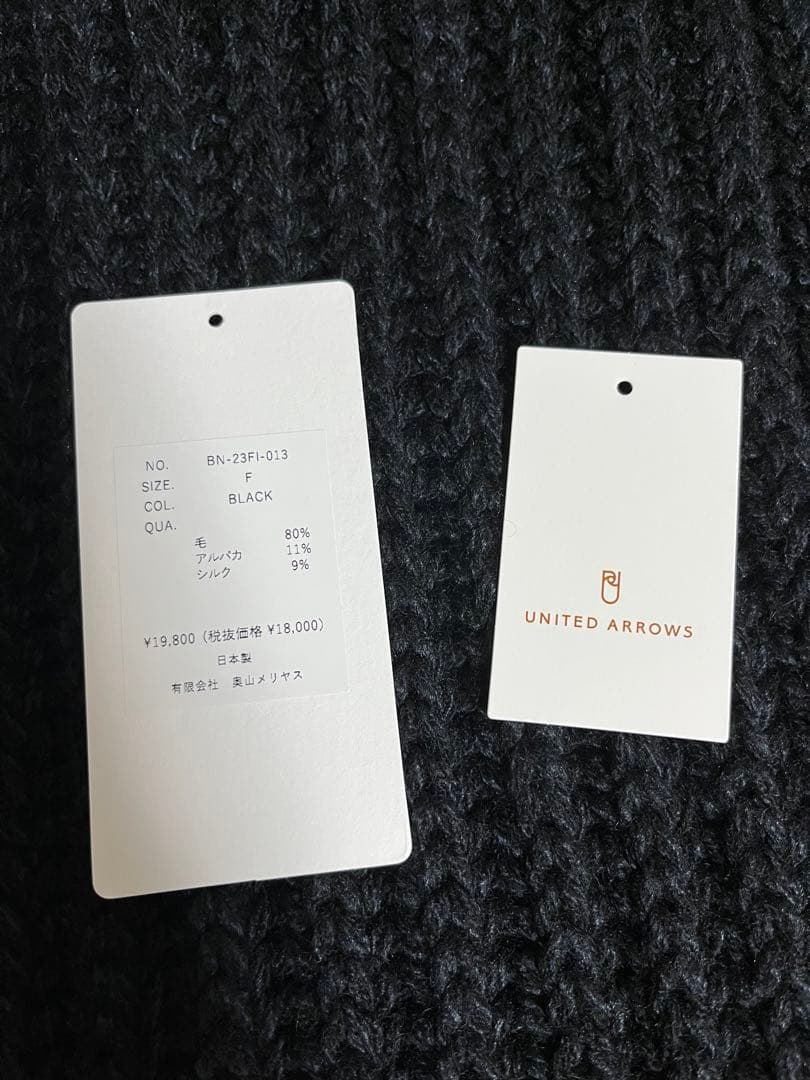 NO. BN-23FI-013
SIZE. F
COL. BLACK
QUA.
毛 80%
アルパカ 11%
シルク 9%
¥19,800（税抜価格 ¥18,000）
日本製
有限会社 奥山メリヤス
UNITED ARROWS